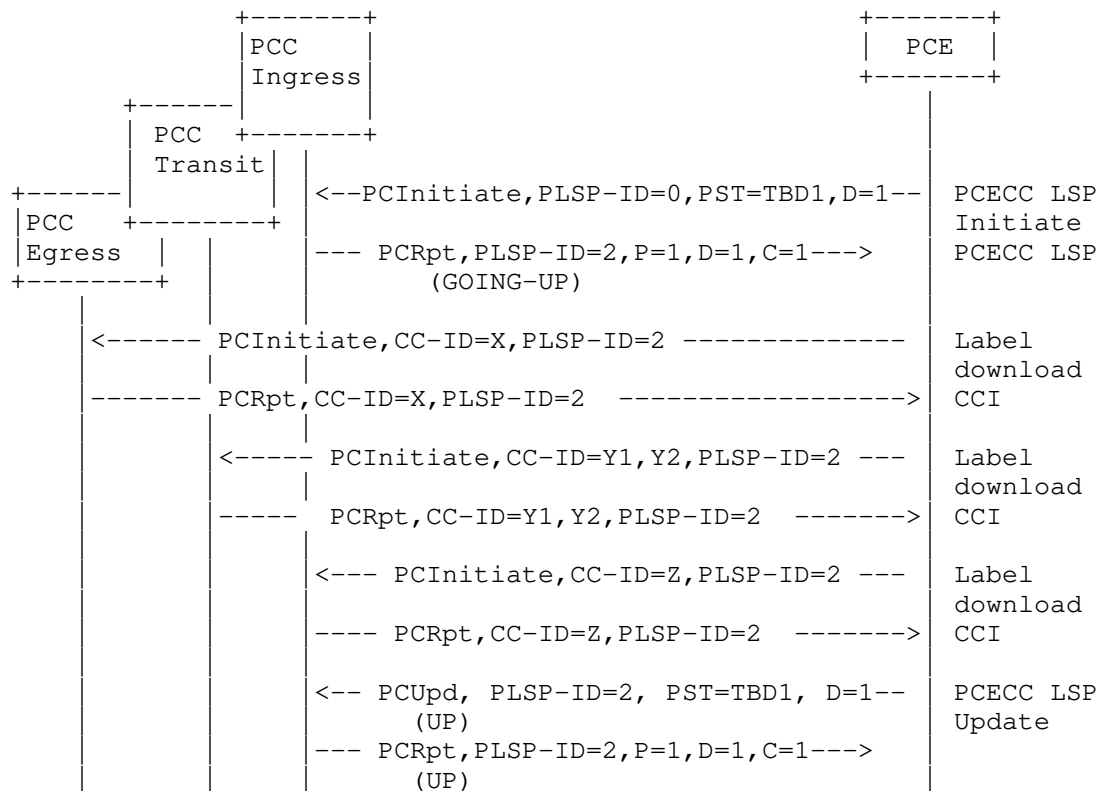 PCC
PCE
Ingress
PCC
Transit
<--PCInitiate,PLSP-ID=0,PST=TBD1,D=1-- PCECC LSP
PCC Initiate
Egress --- PCRpt,PLSP-ID=2,P=1,D=1,C=1---> PCECC LSP
(GOING-UP)
<------ PCInitiate,CC-ID=X,PLSP-ID=2 -------------- Label
download
------- PCRpt,CC-ID=X,PLSP-ID=2 ------------------> CCI
<----- PCInitiate,CC-ID=Y1,Y2,PLSP-ID=2 --- Label
download
----- PCRpt,CC-ID=Y1,Y2,PLSP-ID=2 -------> CCI
<--- PCInitiate,CC-ID=Z,PLSP-ID=2 --- Label
download
---- PCRpt,CC-ID=Z,PLSP-ID=2 -------> CCI
<-- PCUpd, PLSP-ID=2, PST=TBD1, D=1-- PCECC LSP
(UP) Update
--- PCRpt,PLSP-ID=2,P=1,D=1,C=1--->
(UP)